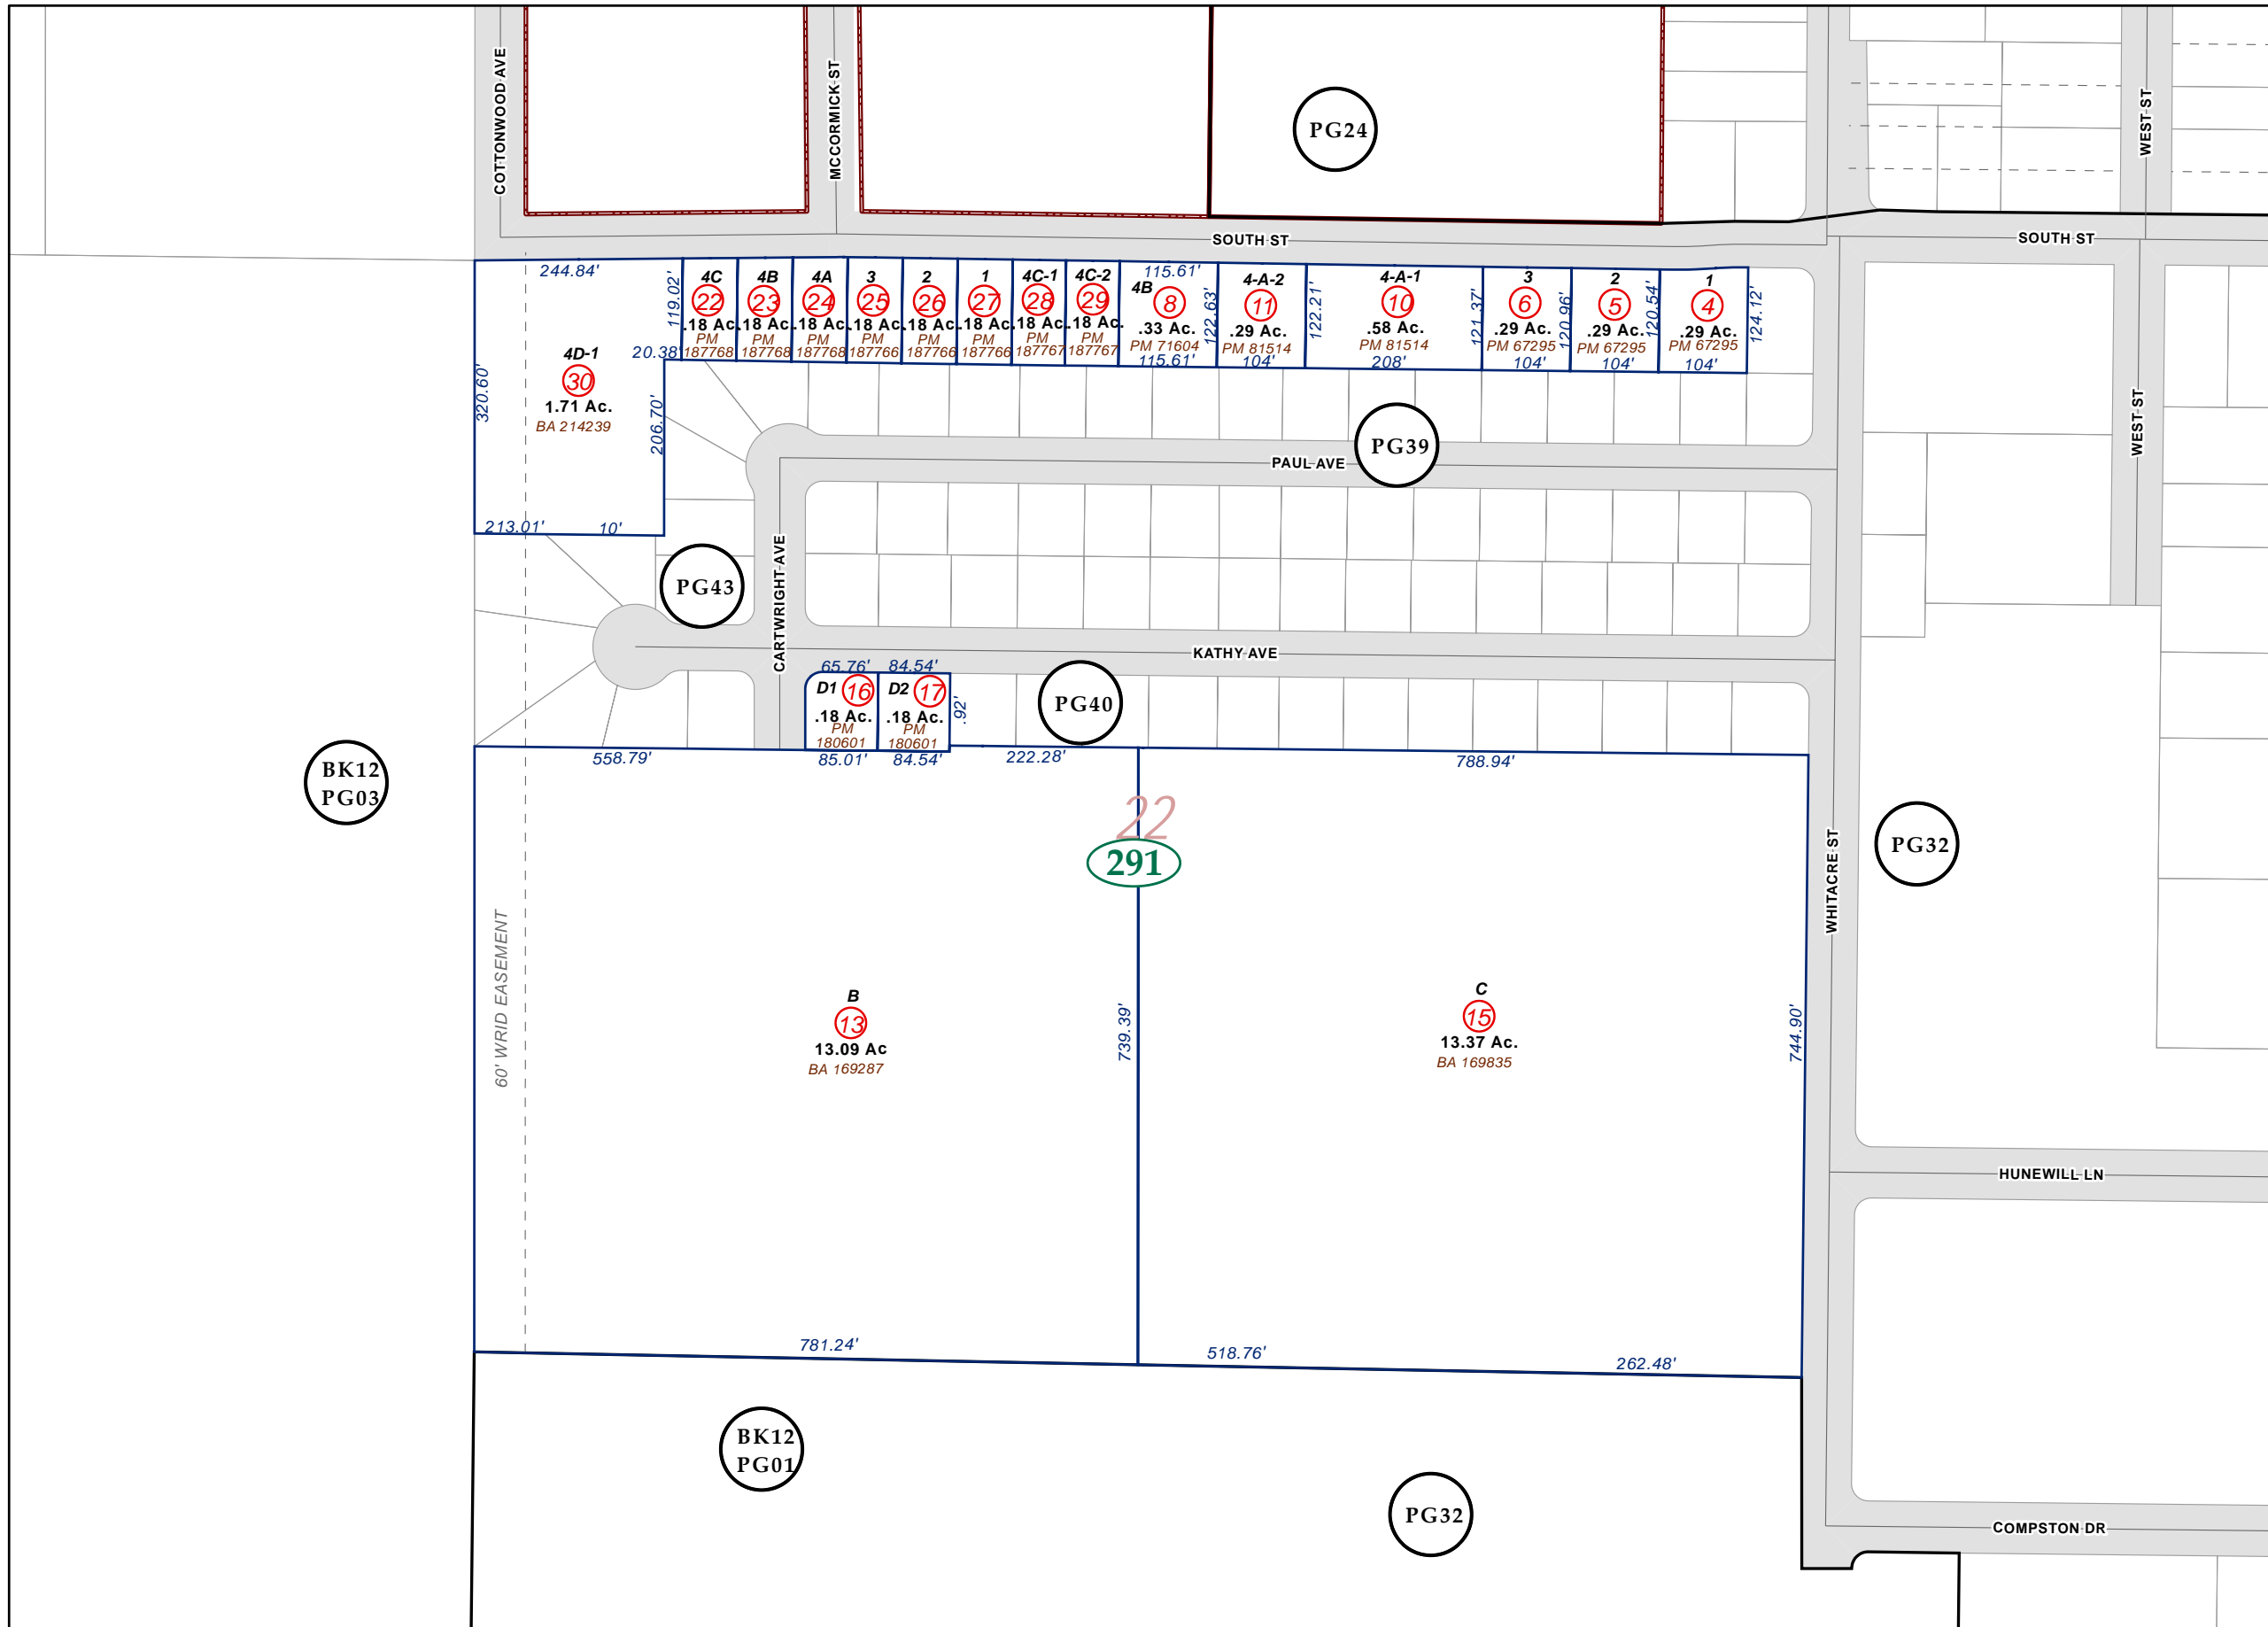 COTTONWOOD AVE
MCCORMICK ST
PG24
WEST ST
SOUTH ST
SOUTH ST
244.84'
119.02'
20.38'
320.60'
4D-1
30
1.71 Ac.
BA 214239
206.70'
213.01'
10'
4C
22
.18 Ac.
PM
187768
4B
23
.18 Ac.
PM
187768
4A
24
.18 Ac.
PM
187768
3
25
.18 Ac.
PM
187766
2
26
.18 Ac.
PM
187766
1
27
.18 Ac.
PM
187766
4C-1
28
.18 Ac.
PM
187767
4C-2
29
.18 Ac.
PM
187767
115.61'
4B
8
.33 Ac.
PM 71604
115.61'
122.63'
4-A-2
11
.29 Ac.
PM 81514
104'
122.21'
4-A-1
10
.58 Ac.
PM 81514
208'
121.37'
3
6
.29 Ac.
PM 67295
104'
120.96'
2
5
.29 Ac.
PM 67295
104'
120.54'
1
4
.29 Ac.
PM 67295
104'
124.12'
WEST ST
PG39
PAUL AVE
PG43
CARTWRIGHT AVE
KATHY AVE
65.76'
84.54'
D1
16
.18 Ac.
PM
180601
D2
17
.18 Ac.
PM
180601
92'
PG40
BK12
PG03
558.79'
85.01'
84.54'
222.28'
788.94'
22
291
WHITACRE ST
PG32
60' WRID EASEMENT
B
13
13.09 Ac
BA 169287
739.39'
C
15
13.37 Ac.
BA 169835
744.90'
HUNEWILL LN
781.24'
518.76'
262.48'
BK12
PG01
PG32
COMPSTON DR